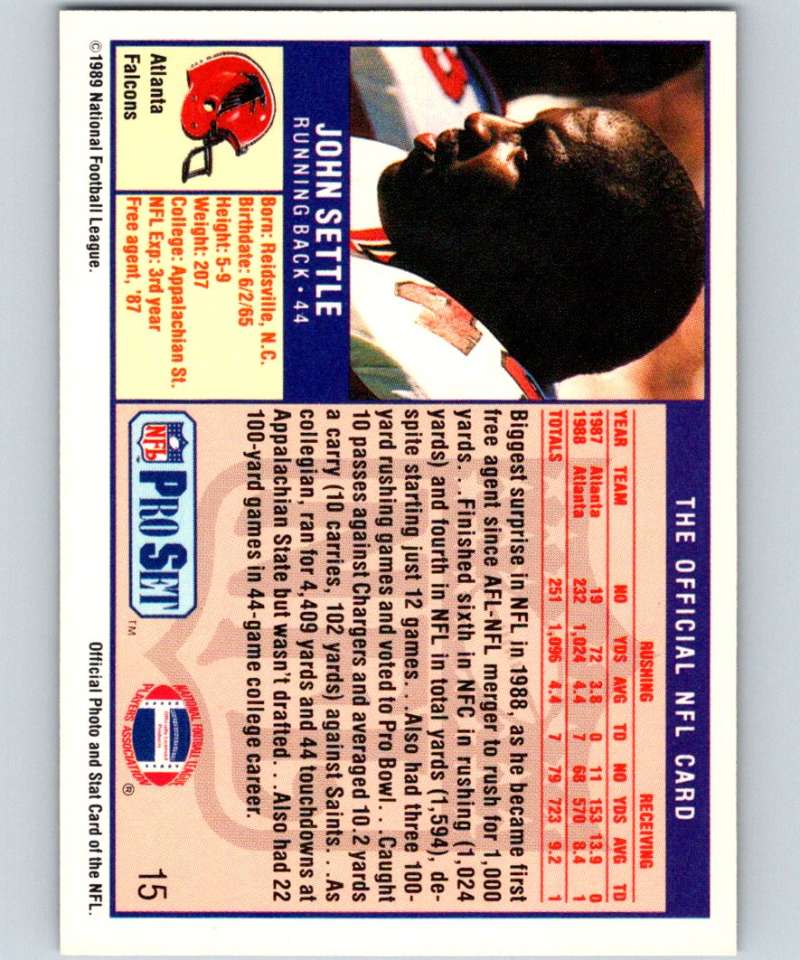 THE OFFICIAL NFL CARD
JOHN SETTLE
RUNNING BACK • 44
Atlanta
Falcons
Born: Reidsville, N.C.
Birthdate: 6/2/65
Height: 5-9
Weight: 207
College: Appalachian St.
NFL Exp: 3rd year
Free agent, '87
RUSHING RECEIVING
YEAR TEAM NO YDS AVG TD NO YDS AVG TD
1987 Atlanta 19 72 3.8 0 11 153 13.9 0
1988 Atlanta 232 1,024 4.4 7 68 570 8.4 1
TOTALS 251 1,096 4.4 7 79 723 9.2 1
Biggest surprise in NFL in 1988, as he became first
free agent since AFL-NFL merger to rush for 1,000
yards. . .Finished sixth in NFC in rushing (1,024
yards) and fourth in NFL in total yards (1,594), de-
spite starting just 12 games. . .Also had three 100-
yard rushing games and voted to Pro Bowl. . .Caught
10 passes against Chargers and averaged 10.2 yards
a carry (10 carries, 102 yards) against Saints. . .As
collegian, ran for 4,409 yards and 44 touchdowns at
Appalachian State but wasn't drafted. . .Also had 22
100-yard games in 44-game college career.
NFL PRO SET ™
NATIONAL FOOTBALL LEAGUE
PLAYERS ASSOCIATION ®
15
©1989 National Football League.
Official Photo and Stat Card of the NFL.